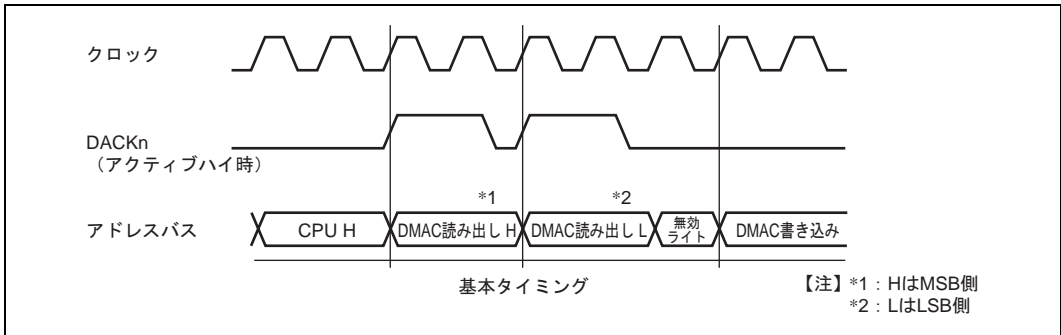 クロック
DACKn
（アクティブハイ時）
*1
*2
アドレスバス
CPU H
DMAC読み出し H
DMAC読み出し L
無効
ライト
DMAC書き込み
基本タイミング
【注】*1：HはMSB側
*2：LはLSB側